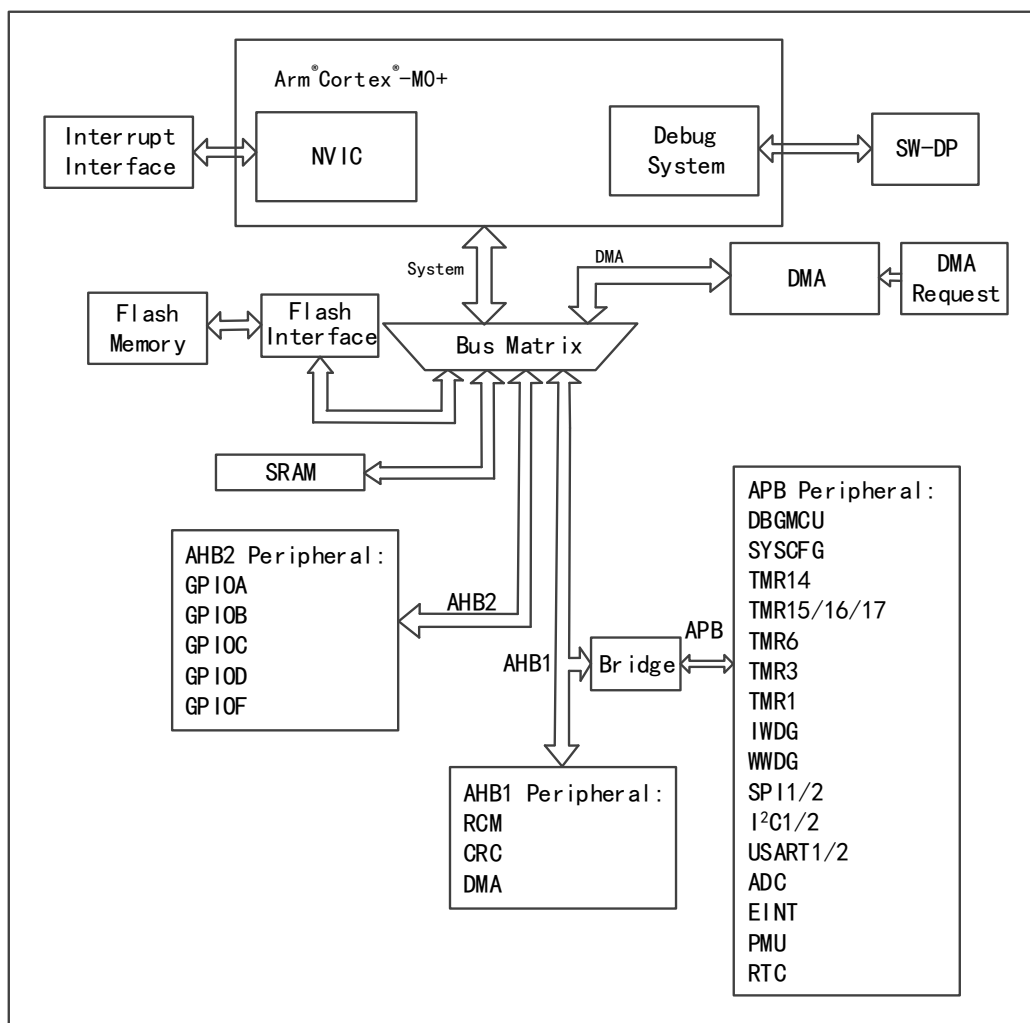 Arm®Cortex®-M0+
Interrupt
Interface
NVIC
Debug
System
SW-DP
System
DMA
DMA
DMA
Request
Flash
Memory
Flash
Interface
Bus Matrix
SRAM
AHB2 Peripheral:
GPIOA
GPIOB
GPIOC
GPIOD
GPIOF
AHB2
AHB1
Bridge
APB
AHB1 Peripheral:
RCM
CRC
DMA
APB Peripheral:
DBGMCU
SYSCFG
TMR14
TMR15/16/17
TMR6
TMR3
TMR1
IWDG
WWDG
SPI1/2
I²C1/2
USART1/2
ADC
EINT
PMU
RTC